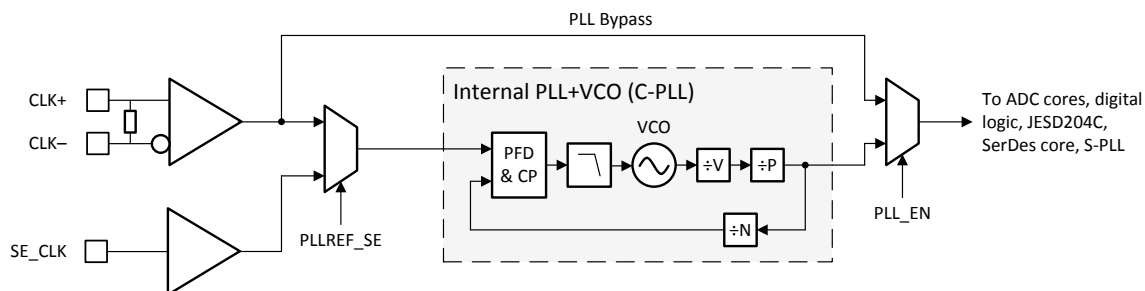 PLL Bypass
CLK+
CLK–
Internal PLL+VCO (C-PLL)
VCO
PFD
& CP
÷V
÷P
÷N
To ADC cores, digital
logic, JESD204C,
SerDes core, S-PLL
PLLREF_SE
PLL_EN
SE_CLK